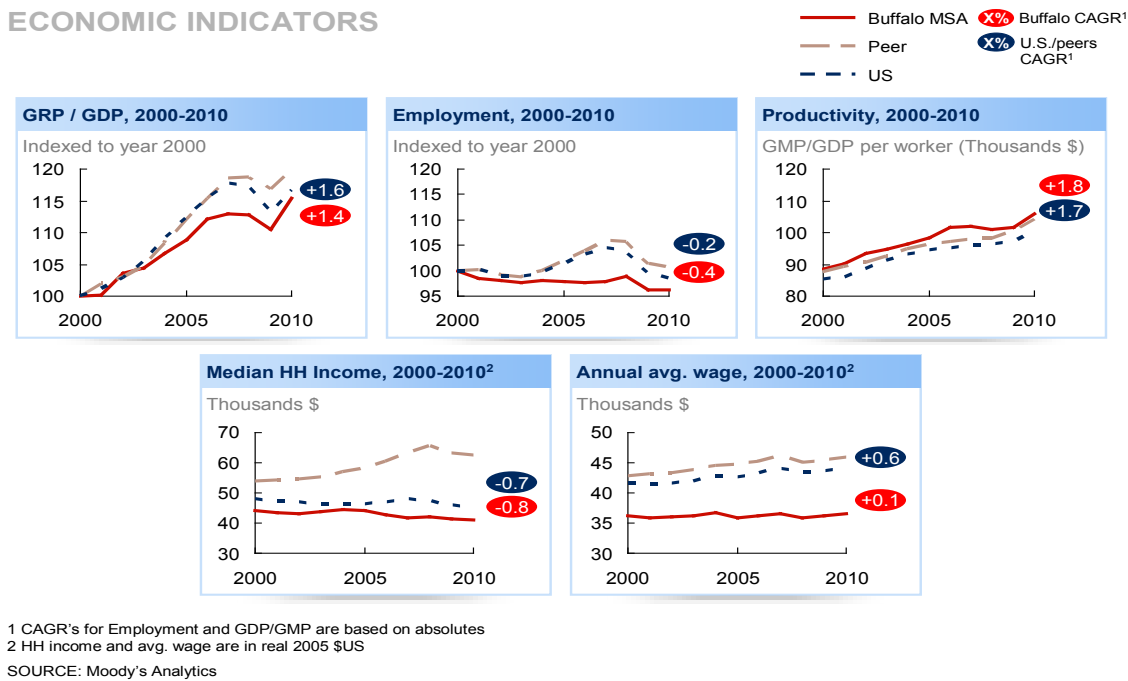 ECONOMIC INDICATORS
Buffalo MSA
X% Buffalo CAGR¹
Peer
X% U.S./peers
CAGR¹
US
GRP / GDP, 2000-2010
Indexed to year 2000
120
115
110
105
100
2000
2005
2010
+1.6
+1.4
Employment, 2000-2010
Indexed to year 2000
120
115
110
105
100
95
2000
2005
2010
-0.2
-0.4
Productivity, 2000-2010
GMP/GDP per worker (Thousands $)
120
100
90
80
2000
2005
2010
+1.8
+1.7
Median HH Income, 2000-2010²
Thousands $
70
60
50
40
30
2000
2005
2010
-0.7
-0.8
Annual avg. wage, 2000-2010²
Thousands $
50
45
40
35
30
2000
2005
2010
+0.6
+0.1
1 CAGR's for Employment and GDP/GMP are based on absolutes
2 HH income and avg. wage are in real 2005 $US
SOURCE: Moody's Analytics